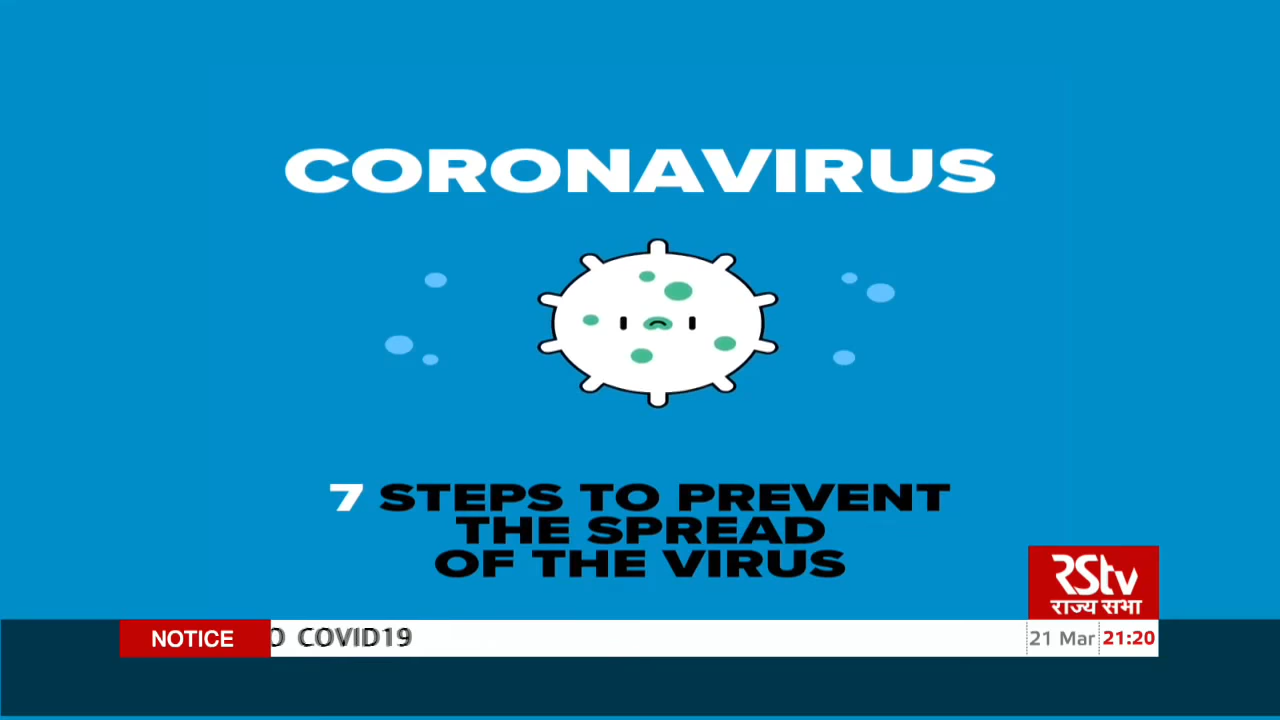 CORONAVIRUS
7 STEPS TO PREVENT
THE SPREAD
OF THE VIRUS
RStv
राज्य सभा
NOTICE
COVID19
21 Mar 21:20